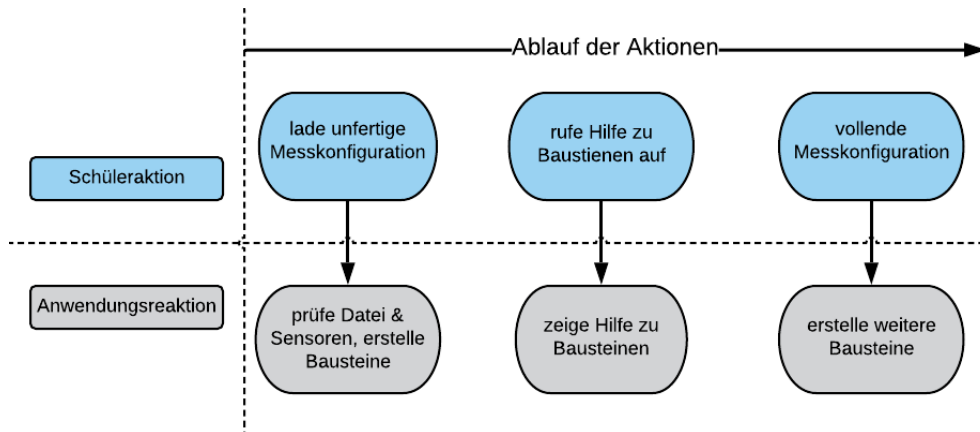 Ablauf der Aktionen
Schüleraktion
lade unfertige
Messkonfiguration
rufe Hilfe zu
Baustienen auf
vollende
Messkonfiguration
Anwendungsreaktion
prüfe Datei &
Sensoren, erstelle
Bausteine
zeige Hilfe zu
Bausteinen
erstelle weitere
Bausteine